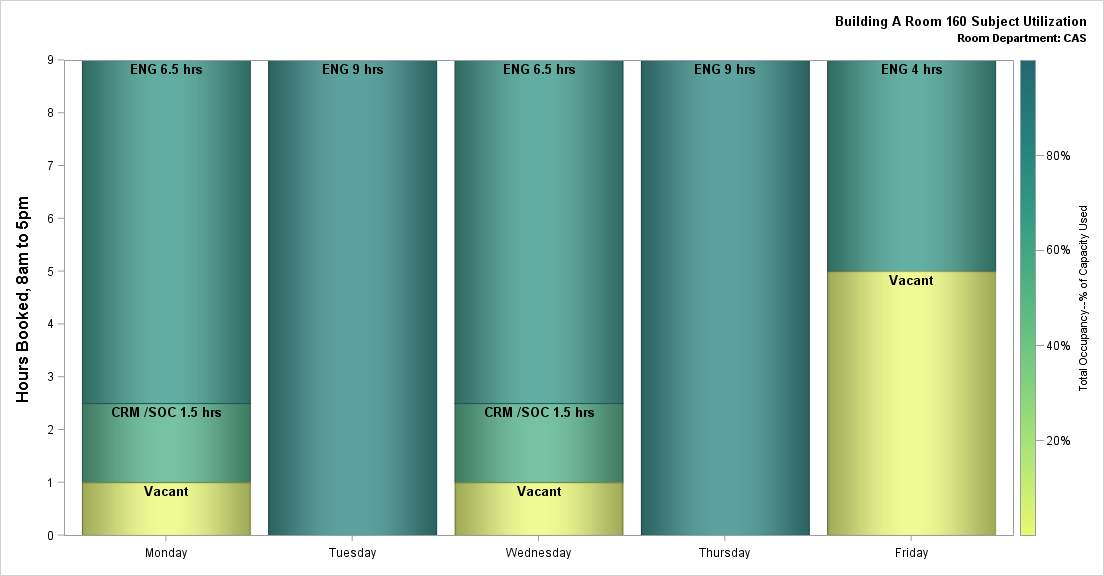 Building A Room 160 Subject Utilization
Room Department: CAS
Hours Booked, 8am to 5pm
9
8
7
6
5
4
3
2
1
0
ENG 6.5 hrs
CRM /SOC 1.5 hrs
Vacant
ENG 9 hrs
ENG 6.5 hrs
CRM /SOC 1.5 hrs
Vacant
ENG 9 hrs
ENG 4 hrs
Vacant
Monday
Tuesday
Wednesday
Thursday
Friday
80%
60%
40%
20%
Total Occupancy--% of Capacity Used